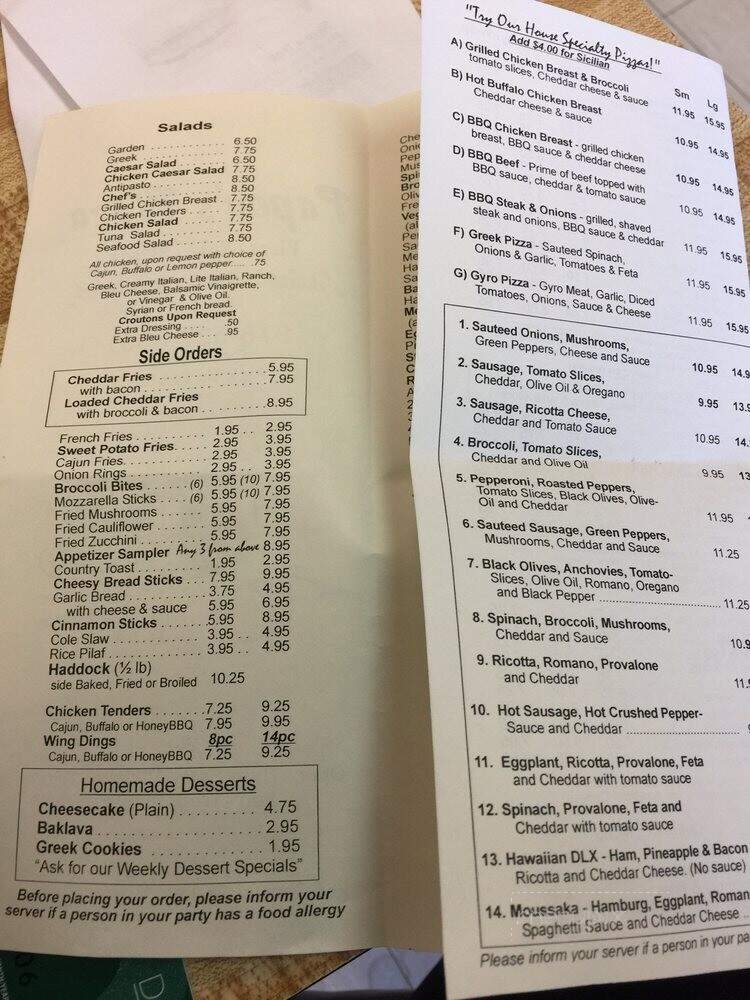 Salads
Garden . . . . . . . . . . . . 6.50
Greek . . . . . . . . . . . . 7.75
Caesar Salad . . . . . . 6.50
Chicken Caesar Salad 7.75
Antipasto . . . . . . . . . . 8.50
Chef's . . . . . . . . . . . . 8.50
Grilled Chicken Breast . 7.75
Chicken Tenders . . . . . 7.75
Chicken Salad . . . . . 7.75
Tuna Salad . . . . . . . . 7.75
Seafood Salad . . . . . . 8.50
All chicken, upon request with choice of
Cajun, Buffalo or Lemon pepper..... .75
Greek, Creamy Italian, Lite Italian, Ranch,
Bleu Cheese, Balsamic Vinaigrette,
or Vinegar & Olive Oil.
Syrian or French bread.
Croutons Upon Request
Extra Dressing . . . . .50
Extra Bleu Cheese . . .95
Side Orders
Cheddar Fries . . . . . . . . . . . . 5.95
with bacon . . . . . . . . . . . . 7.95
Loaded Cheddar Fries
with broccoli & bacon . . . . . . . . 8.95
French Fries . . . . . . . . . . 1.95 . . 2.95
Sweet Potato Fries. . . . 2.95 3.95
Cajun Fries. . . . . . . . . . . 2.95 3.95
Onion Rings . . . . . . . . . . 2.95 . . 3.95
Broccoli Bites . . . . . . (6) 5.95 (10) 7.95
Mozzarella Sticks . . . . (6) 5.95 (10) 7.95
Fried Mushrooms . . . . . . 5.95 7.95
Fried Cauliflower . . . . . . 5.95 7.95
Fried Zucchini . . . . . . . . 5.95 7.95
Appetizer Sampler Any 3 from above 8.95
Country Toast . . . . . . . . 1.95 2.95
Cheesy Bread Sticks . . . 7.95 9.95
Garlic Bread . . . . . . . . . . 3.75 4.95
with cheese & sauce 5.95 6.95
Cinnamon Sticks . . . . . . 5.95 8.95
Cole Slaw . . . . . . . . . . . 3.95 . . 4.95
Rice Pilaf . . . . . . . . . . . . 3.95 . . 4.95
Haddock (½ lb)
side Baked, Fried or Broiled 10.25
Chicken Tenders . . . . . . . 7.25 9.25
Cajun, Buffalo or HoneyBBQ 7.95 9.95
Wing Dings 8pc 14pc
Cajun, Buffalo or HoneyBBQ 7.25 9.25
Homemade Desserts
Cheesecake (Plain) . . . . . . . . . . . 4.75
Baklava . . . . . . . . . . . . . . . . . . . . 2.95
Greek Cookies . . . . . . . . . . . . . . 1.95
"Ask for our Weekly Dessert Specials"
Before placing your order, please inform your
server if a person in your party has a food allergy
"Try Our House Specialty Pizzas!"
Add $4.00 for Sicilian
Sm Lg
A) Grilled Chicken Breast & Broccoli
tomato slices, Cheddar cheese & sauce 11.95 15.95
B) Hot Buffalo Chicken Breast
Cheddar cheese & sauce 10.95 14.95
C) BBQ Chicken Breast - grilled chicken
breast, BBQ sauce & cheddar cheese 10.95 14.95
D) BBQ Beef - Prime of beef topped with
BBQ sauce, cheddar & tomato sauce 10.95 14.95
E) BBQ Steak & Onions - grilled, shaved
steak and onions, BBQ sauce & cheddar 11.95 15.95
F) Greek Pizza - Sauteed Spinach,
Onions & Garlic, Tomatoes & Feta 11.95 15.95
G) Gyro Pizza - Gyro Meat, Garlic, Diced
Tomatoes, Onions, Sauce & Cheese 11.95 15.95
1. Sauteed Onions, Mushrooms,
Green Peppers, Cheese and Sauce 10.95 14.9
2. Sausage, Tomato Slices,
Cheddar, Olive Oil & Oregano 9.95 13.9
3. Sausage, Ricotta Cheese,
Cheddar and Tomato Sauce 10.95 14.
4. Broccoli, Tomato Slices,
Cheddar and Olive Oil 9.95 13
5. Pepperoni, Roasted Peppers,
Tomato Slices, Black Olives, Olive-
Oil and Cheddar 11.95
6. Sauteed Sausage, Green Peppers,
Mushrooms, Cheddar and Sauce 11.25
7. Black Olives, Anchovies, Tomato-
Slices, Olive Oil, Romano, Oregano
and Black Pepper .............................. 11.25
8. Spinach, Broccoli, Mushrooms,
Cheddar and Sauce 10.9
9. Ricotta, Romano, Provalone
and Cheddar 11.
10. Hot Sausage, Hot Crushed Pepper-
Sauce and Cheddar ........................
11. Eggplant, Ricotta, Provalone, Feta
and Cheddar with tomato sauce
12. Spinach, Provalone, Feta and
Cheddar with tomato sauce
13. Hawaiian DLX - Ham, Pineapple & Bacon
Ricotta and Cheddar Cheese. (No sauce)
14. Moussaka - Hamburg, Eggplant, Roman
Spaghetti Sauce and Cheddar Cheese ..
Please inform your server if a person in your pa